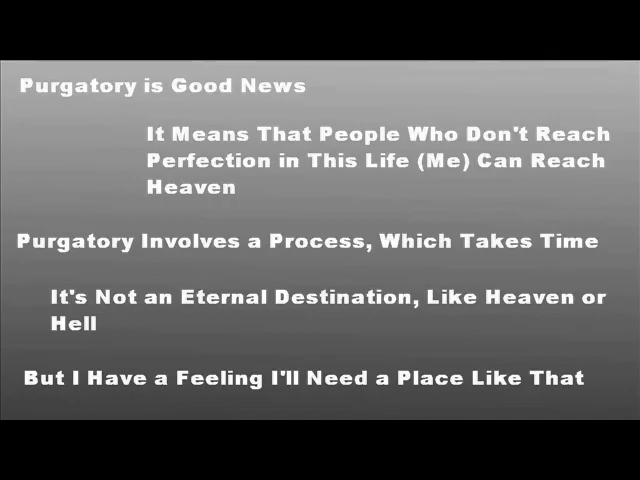 Purgatory is Good News
It Means That People Who Don't Reach
Perfection in This Life (Me) Can Reach
Heaven
Purgatory Involves a Process, Which Takes Time
It's Not an Eternal Destination, Like Heaven or
Hell
But I Have a Feeling I'll Need a Place Like That